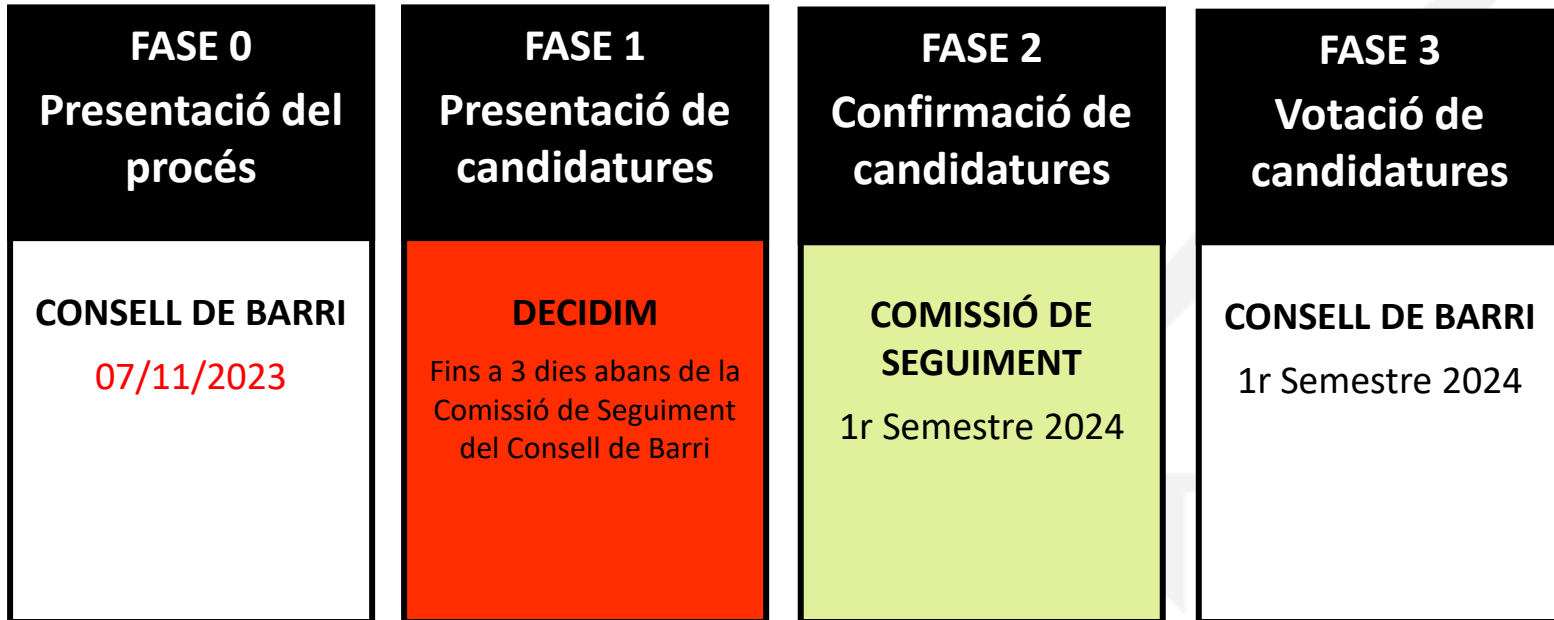 FASE 0
Presentació del
procés
CONSELL DE BARRI
07/11/2023
FASE 1
Presentació de
candidatures
DECIDIM
Fins a 3 dies abans de la
Comissió de Seguiment
del Consell de Barri
FASE 2
Confirmació de
candidatures
COMISSIÓ DE
SEGUIMENT
1r Semestre 2024
FASE 3
Votació de
candidatures
CONSELL DE BARRI
1r Semestre 2024